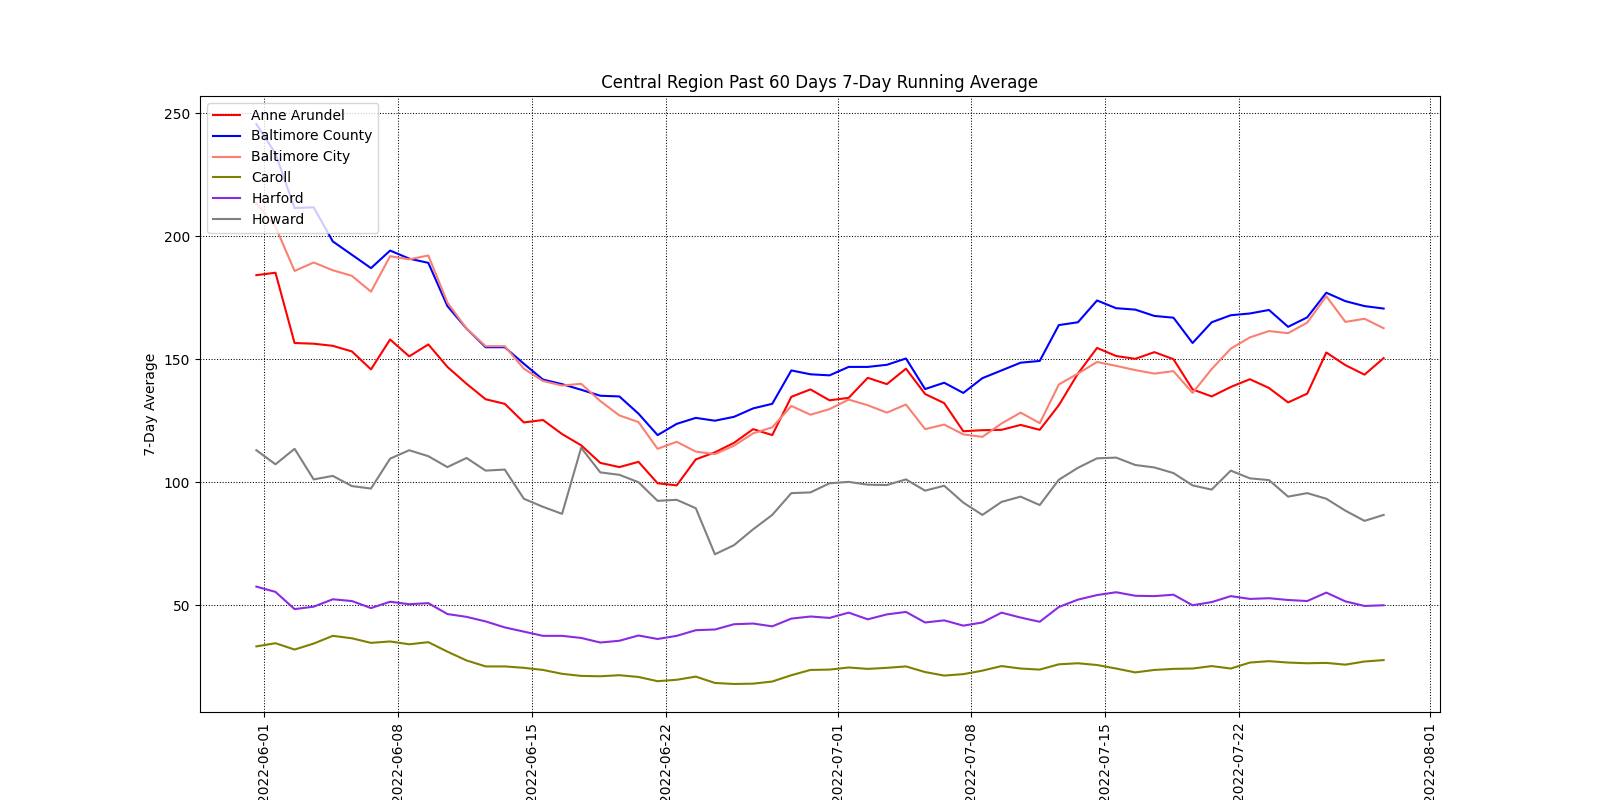 Central Region Past 60 Days 7-Day Running Average
250
200
150
100
50
7-Day Average
Anne Arundel
Baltimore County
Baltimore City
Caroll
Harford
Howard
2022-06-01
2022-06-08
2022-06-15
2022-06-22
2022-07-01
2022-07-08
2022-07-15
2022-07-22
2022-08-01